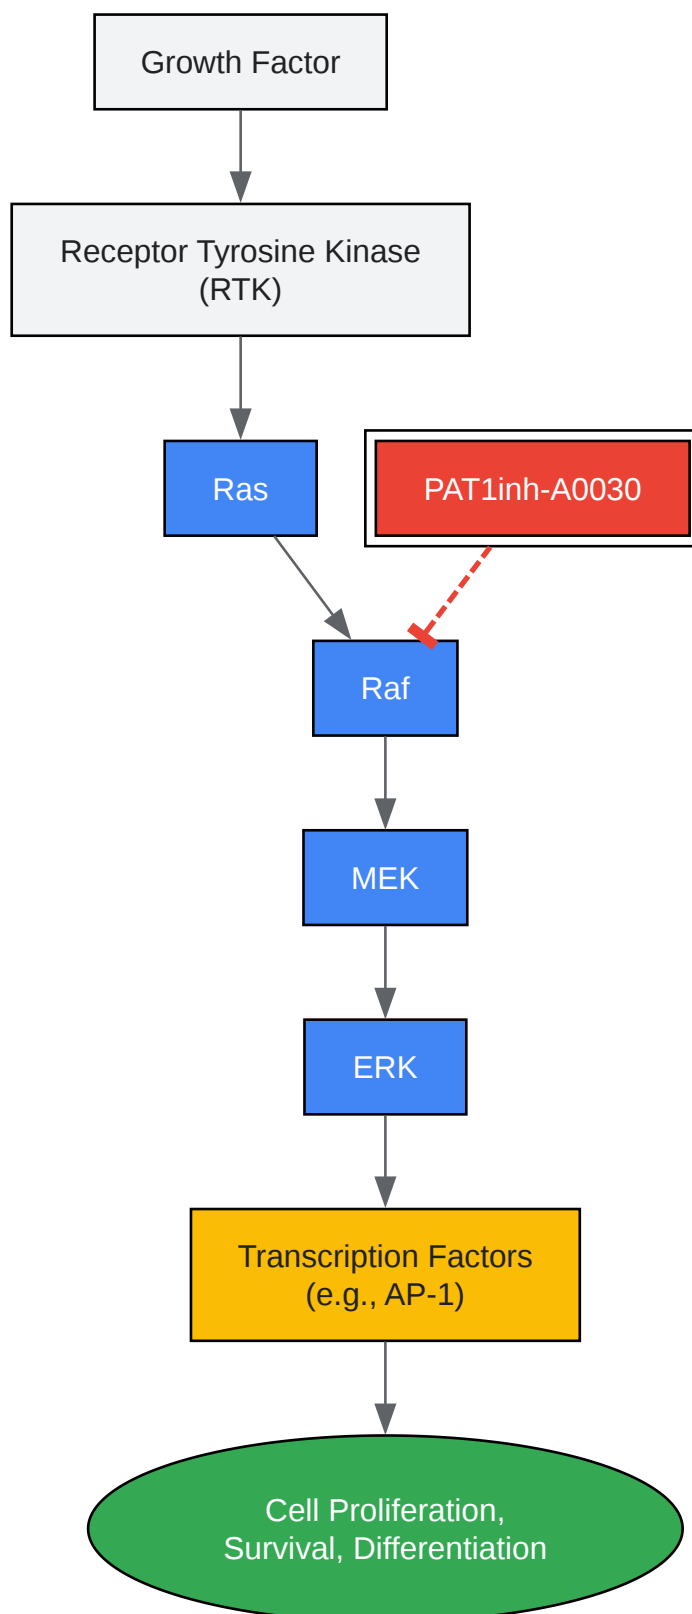 Growth Factor
Receptor Tyrosine Kinase
(RTK)
Ras
PAT1inh-A0030
Raf
MEK
ERK
Transcription Factors
(e.g., AP-1)
Cell Proliferation,
Survival, Differentiation